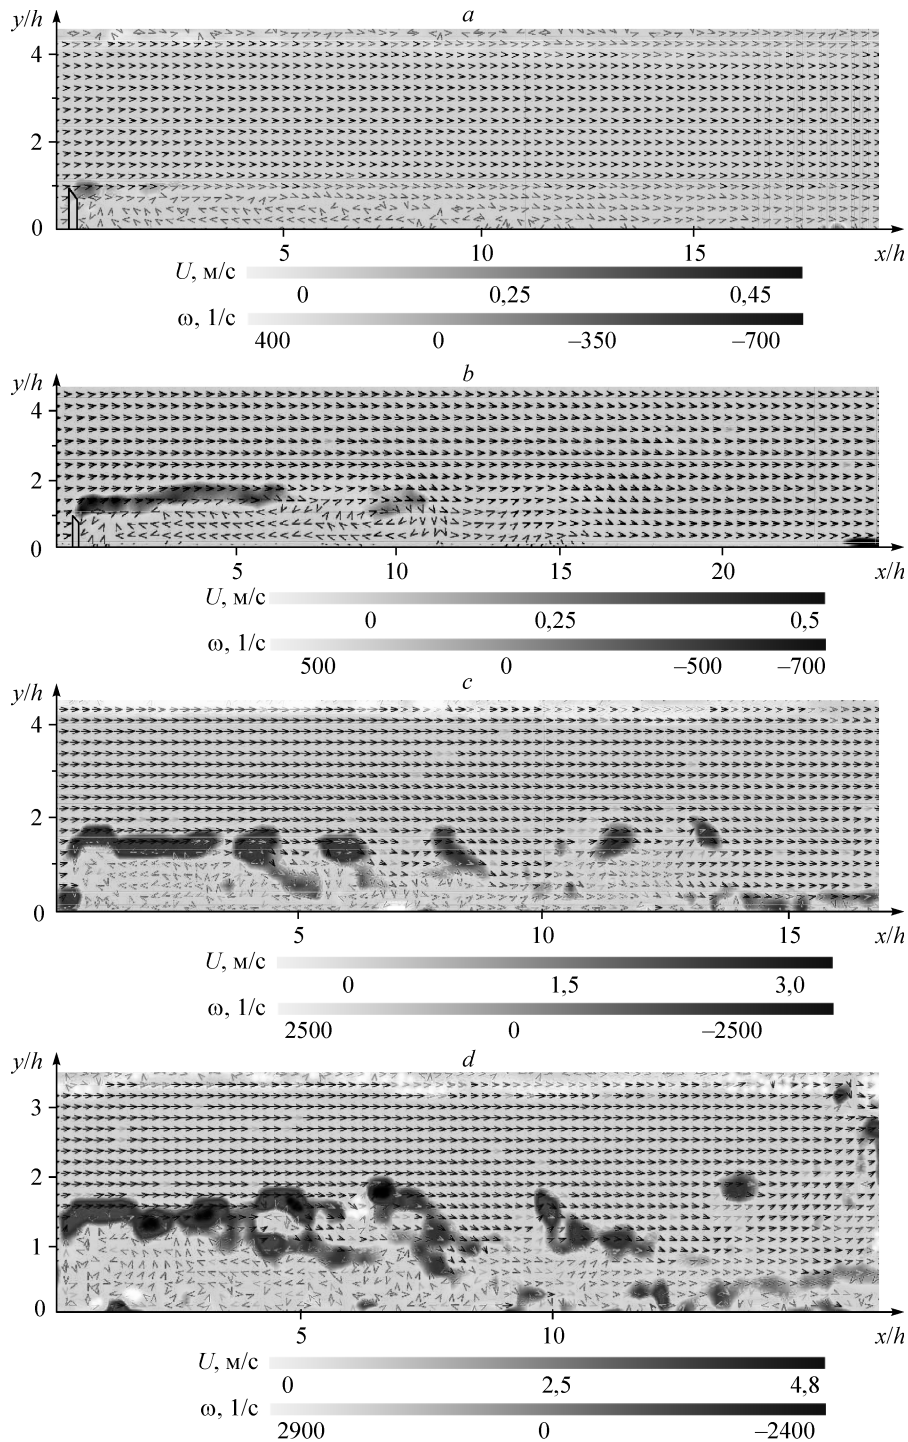 y/h
a
4
2
0
5 10 15 x/h
U, м/с
0 0,25 0,45
ω, 1/с
400 0 –350 –700
y/h
b
4
2
0
5 10 15 20 x/h
U, м/с
0 0,25 0,5
ω, 1/с
500 0 –500 –700
y/h
c
4
2
0
5 10 15 x/h
U, м/с
0 1,5 3,0
ω, 1/с
2500 0 –2500
y/h
d
3
2
1
0
5 10 x/h
U, м/с
0 2,5 4,8
ω, 1/с
2900 0 –2400